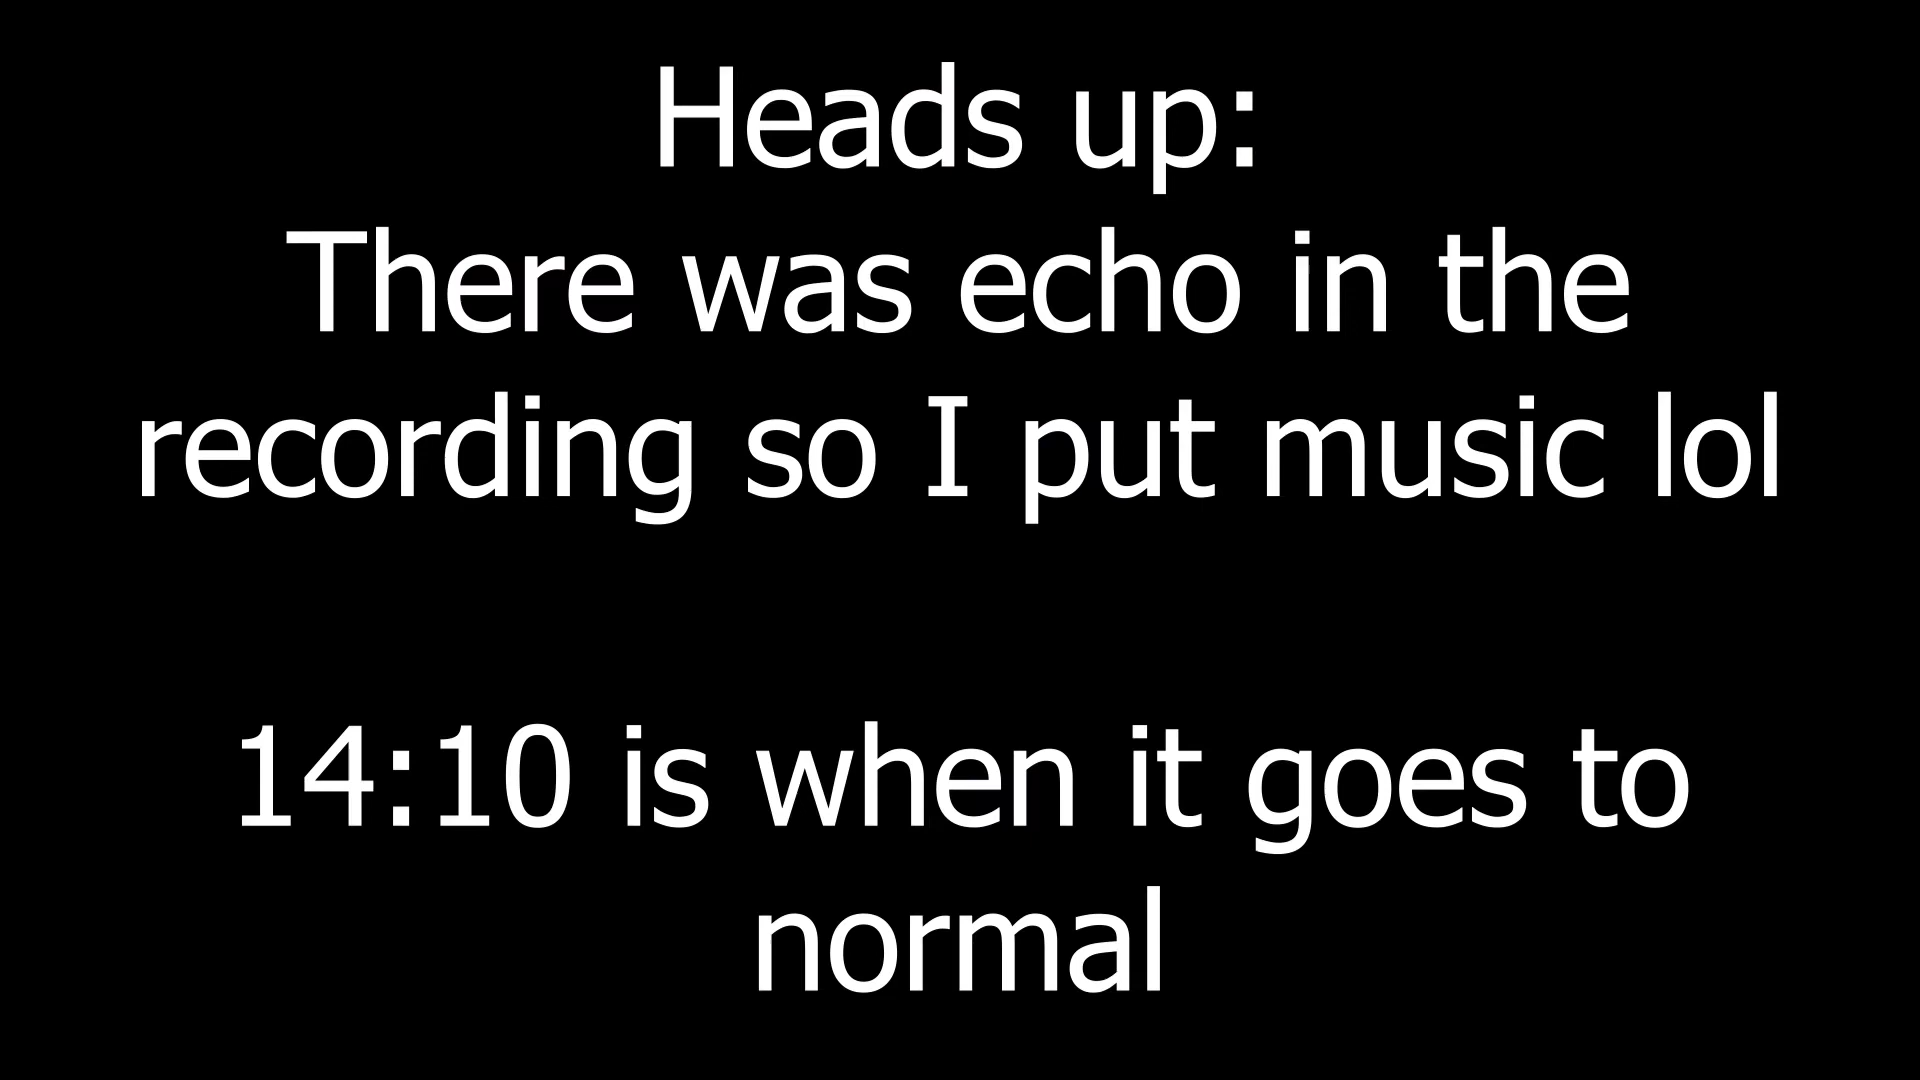 Heads up:
There was echo in the
recording so I put music lol
14:10 is when it goes to
normal